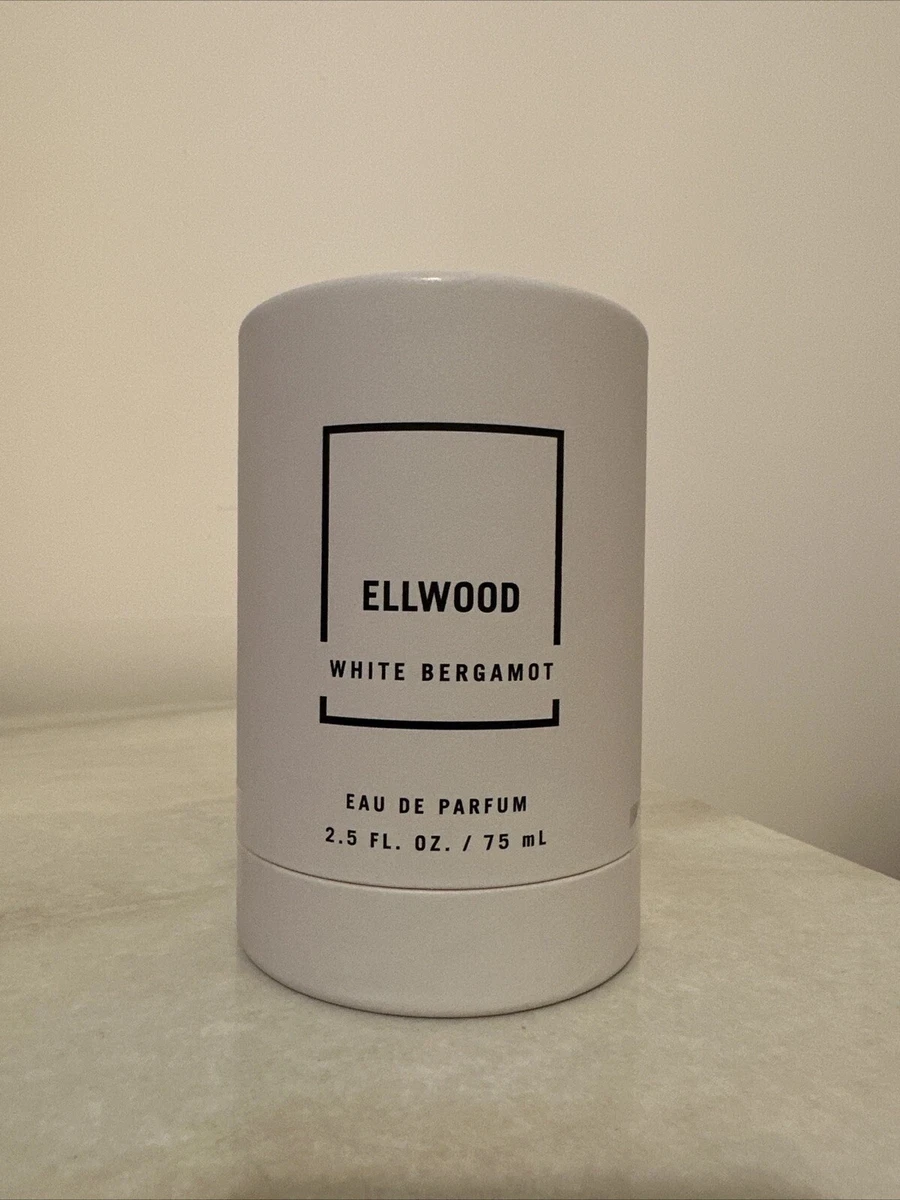 ELLWOOD
WHITE BERGAMOT
EAU DE PARFUM
2.5 FL. OZ. / 75 mL